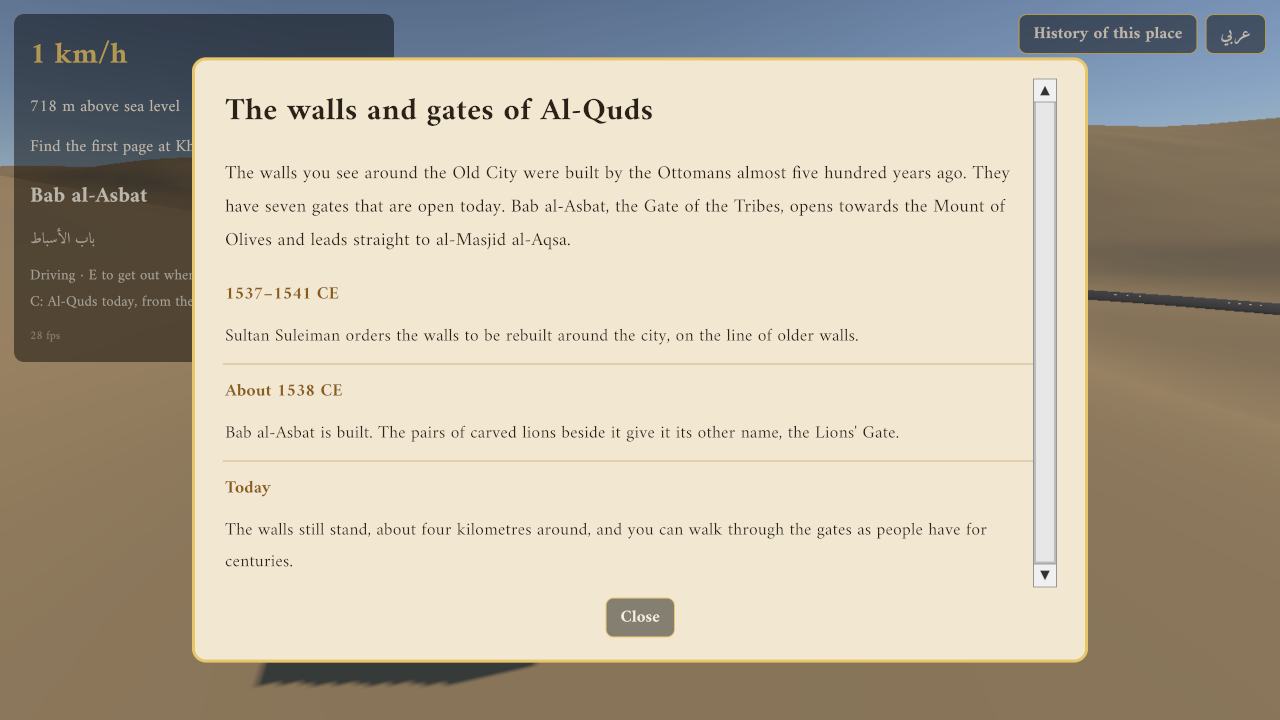 1 km/h
718 m above sea level
Find the first page at
Bab al-Asbat
باب الأسباط
Driving · E to get out
C: Al-Quds today, from the
28 fps
History of this place
عربي
The walls and gates of Al-Quds
The walls you see around the Old City were built by the Ottomans almost five hundred years ago. They
have seven gates that are open today. Bab al-Asbat, the Gate of the Tribes, opens towards the Mount of
Olives and leads straight to al-Masjid al-Aqsa.
1537–1541 CE
Sultan Suleiman orders the walls to be rebuilt around the city, on the line of older walls.
About 1538 CE
Bab al-Asbat is built. The pairs of carved lions beside it give it its other name, the Lions' Gate.
Today
The walls still stand, about four kilometres around, and you can walk through the gates as people have for
centuries.
Close